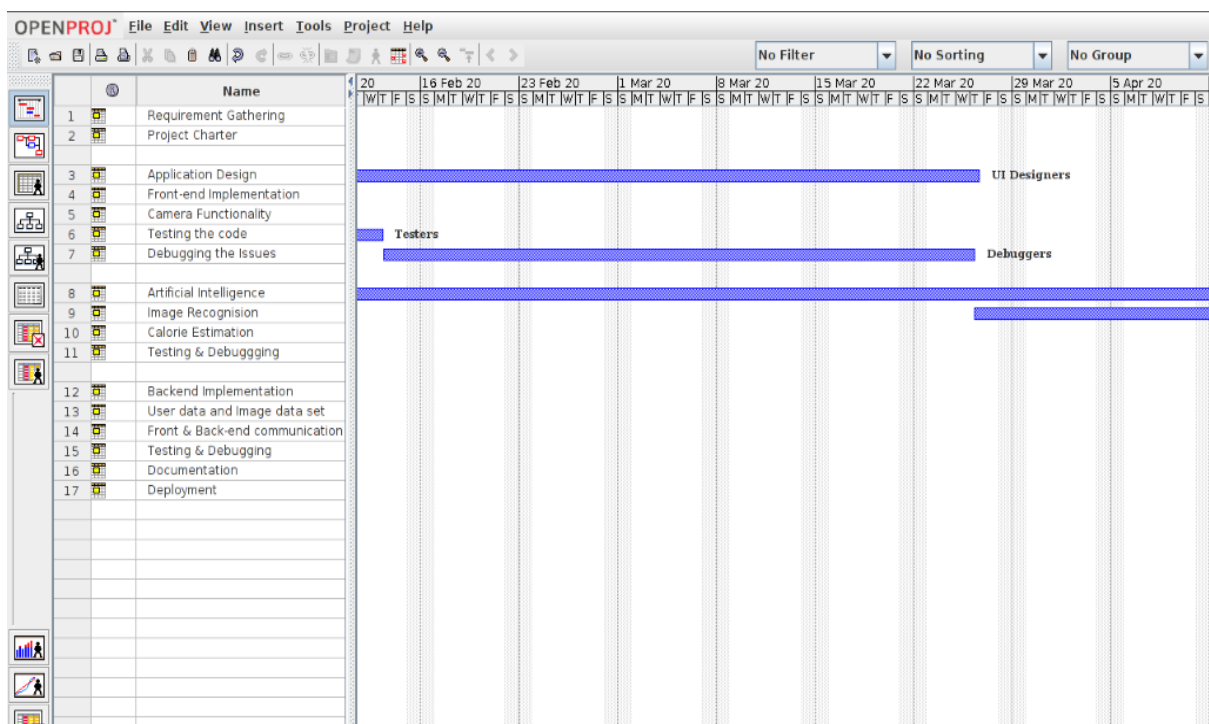 OPENPROJ File Edit View Insert Tools Project Help
No Filter No Sorting No Group
Name 20 16 Feb 20 23 Feb 20 1 Mar 20 8 Mar 20 15 Mar 20 22 Mar 20 29 Mar 20 5 Apr 20
W T F S S M T W T F S S M T W T F S S M T W T F S S M T W T F S S M T W T F S S M T W T F S S M T W T F S S M T W T F S
1 Requirement Gathering
2 Project Charter
3 Application Design UI Designers
4 Front-end Implementation
5 Camera Functionality
6 Testing the code Testers
7 Debugging the Issues Debuggers
8 Artificial Intelligence
9 Image Recognision
10 Calorie Estimation
11 Testing & Debuggging
12 Backend Implementation
13 User data and Image data set
14 Front & Back-end communication
15 Testing & Debugging
16 Documentation
17 Deployment